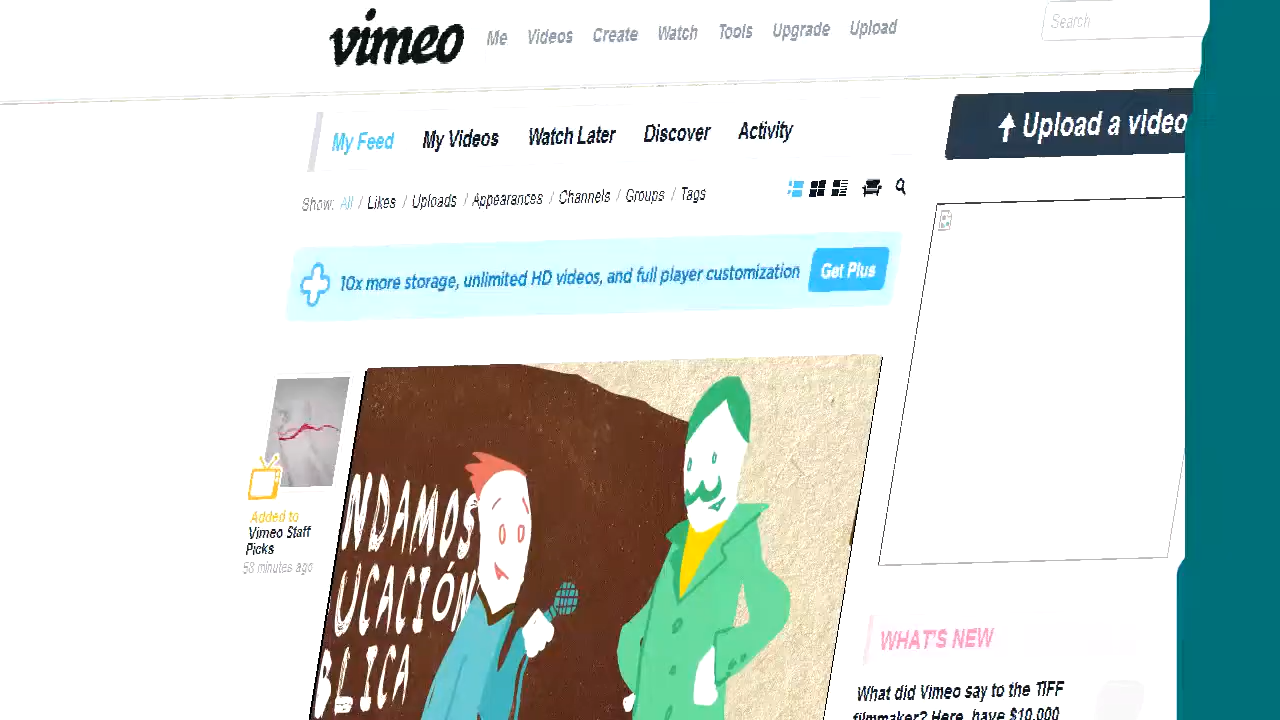 vimeo Me Videos Create Watch Tools Upgrade Upload Search
My Feed My Videos Watch Later Discover Activity
Upload a video
Show: All / Likes / Uploads / Appearances / Channels / Groups / Tags
10x more storage, unlimited HD videos, and full player customization Get Plus
Added to
Vimeo Staff
Picks
58 minutes ago
NDAMOS
UCACIÓN
BLICA
WHAT'S NEW
What did Vimeo say to the TIFF
filmmaker? Here, have $10,000